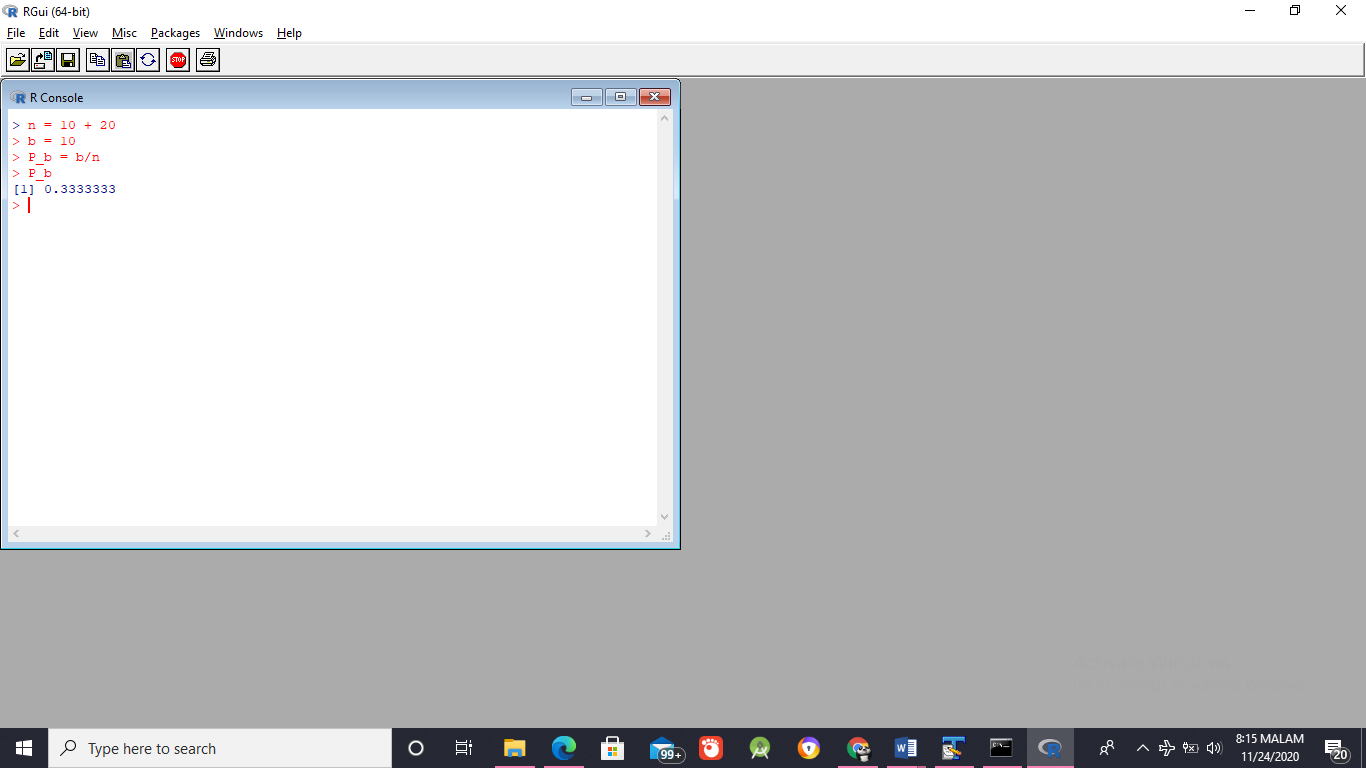 RGui (64-bit)
File Edit View Misc Packages Windows Help
STOP
R Console
> n = 10 + 20
> b = 10
> P_b = b/n
> P_b
[1] 0.3333333
>
Type here to search
99+
8:15 MALAM
11/24/2020
20